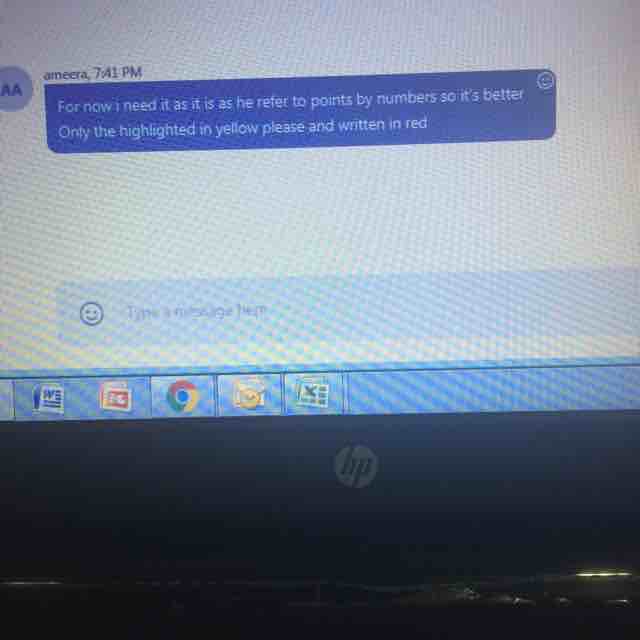 AA
ameera, 7:41 PM
For now i need it as it is as he refer to points by numbers so it's better
Only the highlighted in yellow please and written in red
Type a message here
hp